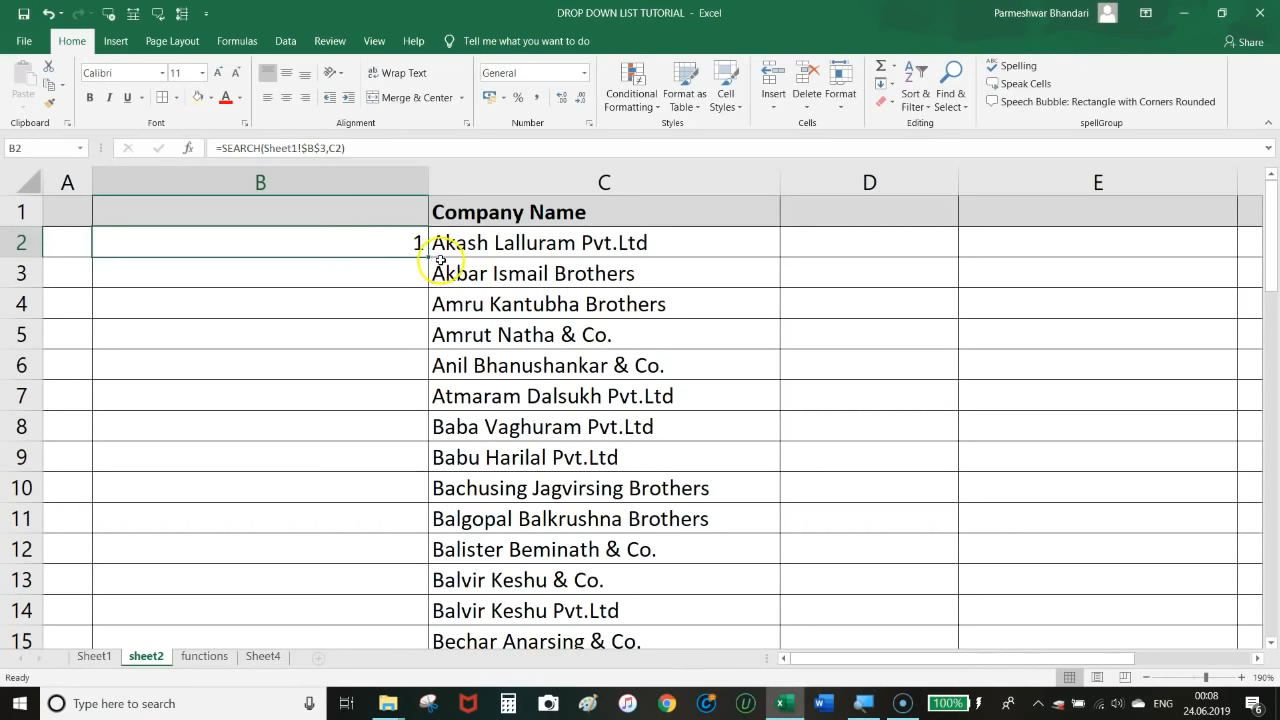 DROP DOWN LIST TUTORIAL - Excel
Parmeshwar Bhandari
File Home Insert Page Layout Formulas Data Review View Help Tell me what you want to do
Share
Paste
Calibri 11
Wrap Text
General
B I U
Merge & Center
Conditional Formatting
Format as Table
Cell Styles
Insert Delete Format
Sort & Filter
Find & Select
Spelling
Speak Cells
Speech Bubble: Rectangle with Corners Rounded
Clipboard Font Alignment Number Styles Cells Editing spellGroup
B2 fx =SEARCH(Sheet1!$B$3,C2)
A B C D E
1 Company Name
2 1 Akash Lalluram Pvt.Ltd
3 Akbar Ismail Brothers
4 Amru Kantubha Brothers
5 Amrut Natha & Co.
6 Anil Bhanushankar & Co.
7 Atmaram Dalsukh Pvt.Ltd
8 Baba Vaghuram Pvt.Ltd
9 Babu Harilal Pvt.Ltd
10 Bachusing Jagvirsing Brothers
11 Balgopal Balkrushna Brothers
12 Balister Beminath & Co.
13 Balvir Keshu & Co.
14 Balvir Keshu Pvt.Ltd
15 Bechar Anarsing & Co.
Sheet1 sheet2 functions Sheet4
Ready
190%
Type here to search
100%
00:08
24.06.2019
6